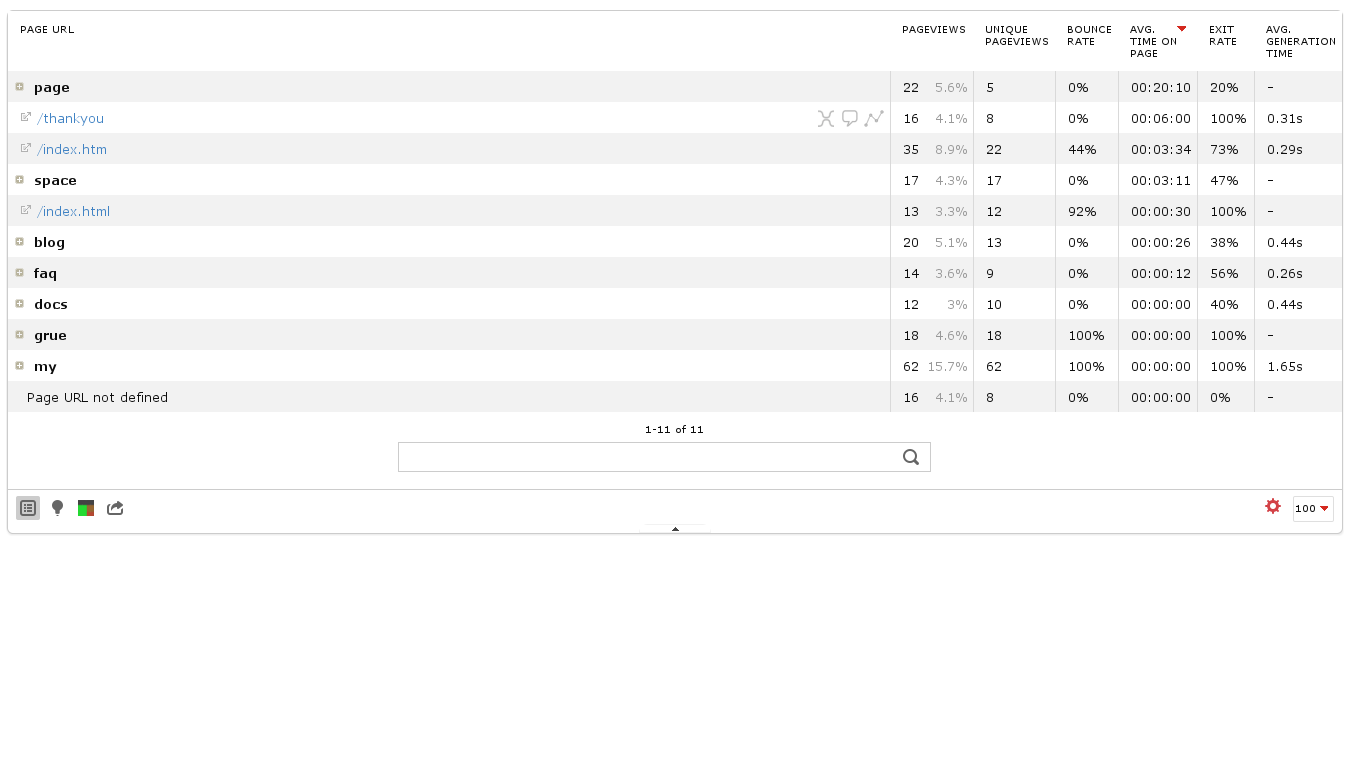 PAGE URL PAGEVIEWS UNIQUE PAGEVIEWS BOUNCE RATE AVG. TIME ON PAGE EXIT RATE AVG. GENERATION TIME
page 22 5.6% 5 0% 00:20:10 20% -
/thankyou 16 4.1% 8 0% 00:06:00 100% 0.31s
/index.htm 35 8.9% 22 44% 00:03:34 73% 0.29s
space 17 4.3% 17 0% 00:03:11 47% -
/index.html 13 3.3% 12 92% 00:00:30 100% -
blog 20 5.1% 13 0% 00:00:26 38% 0.44s
faq 14 3.6% 9 0% 00:00:12 56% 0.26s
docs 12 3% 10 0% 00:00:00 40% 0.44s
grue 18 4.6% 18 100% 00:00:00 100% -
my 62 15.7% 62 100% 00:00:00 100% 1.65s
Page URL not defined 16 4.1% 8 0% 00:00:00 0% -
1-11 of 11
100